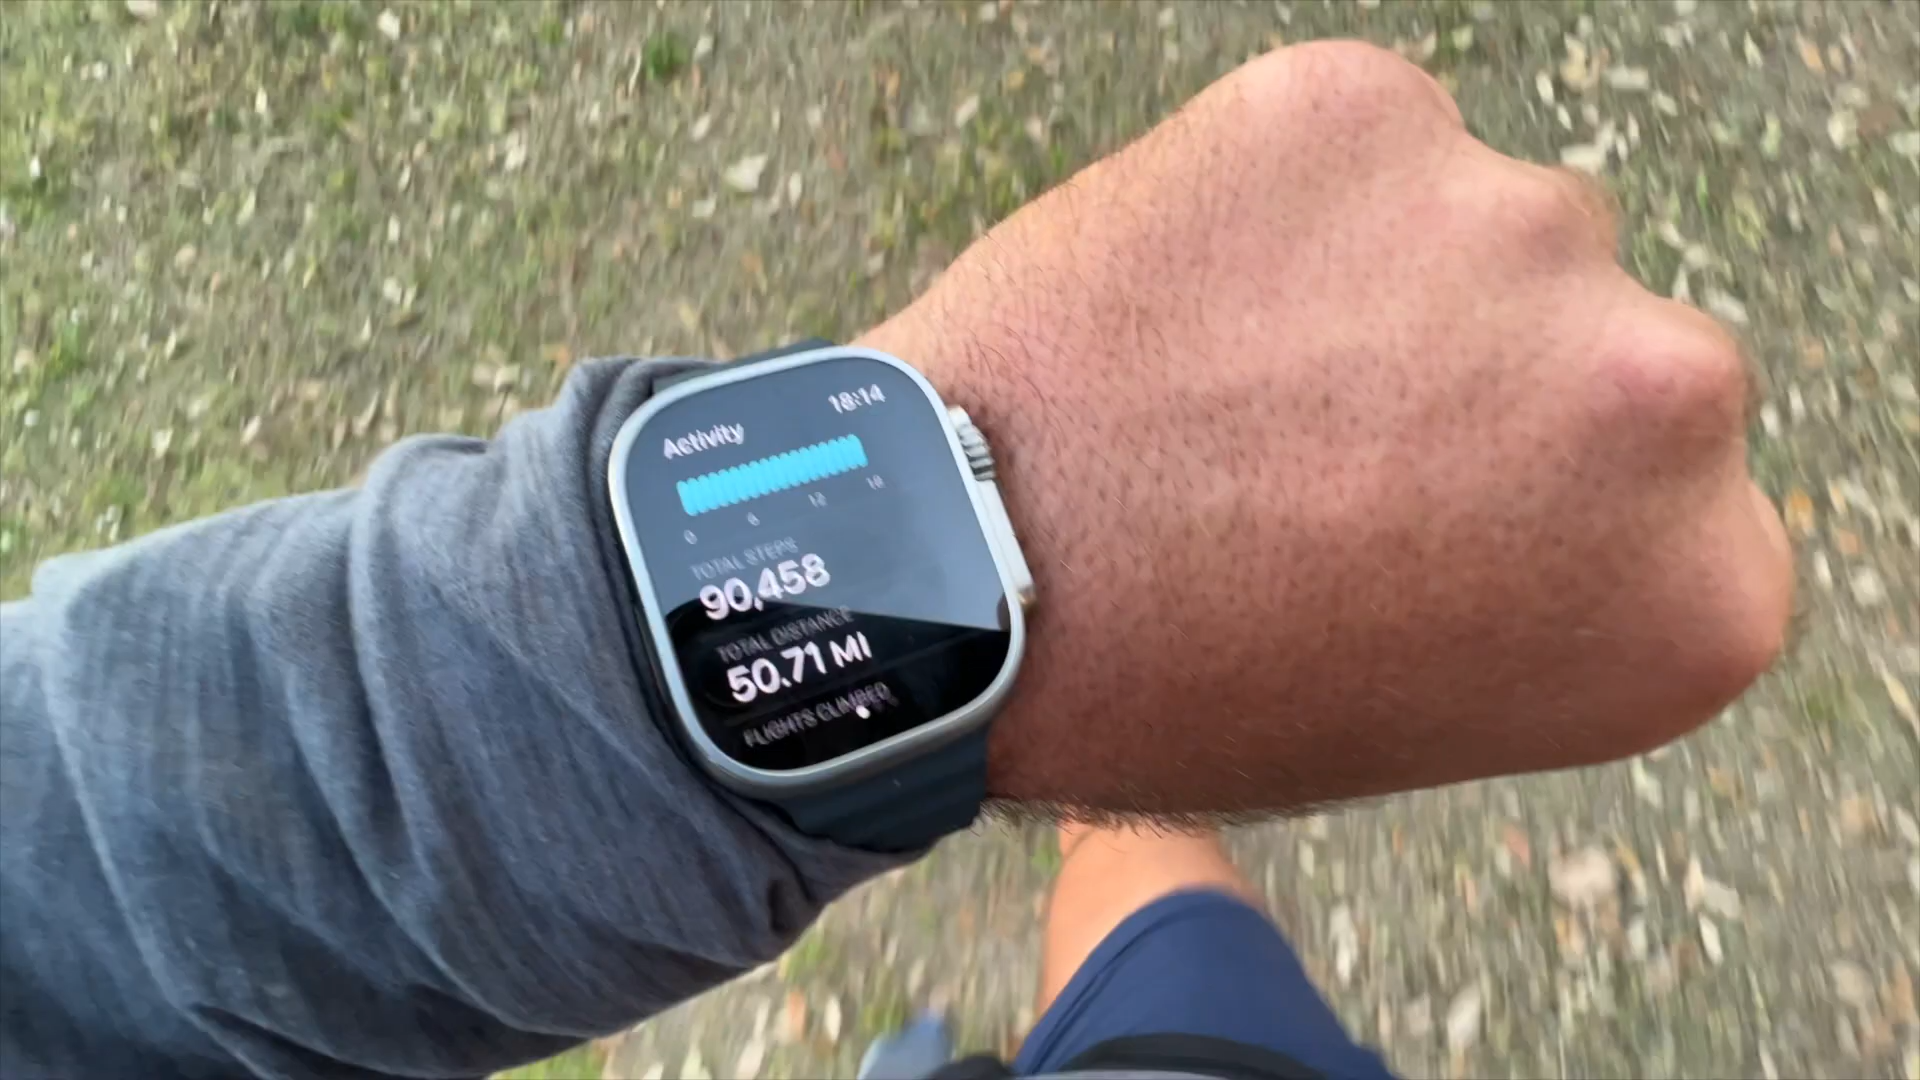 18:14
Activity
0 6 12 18
TOTAL STEPS
90,458
TOTAL DISTANCE
50.71 MI
FLIGHTS CLIMBED